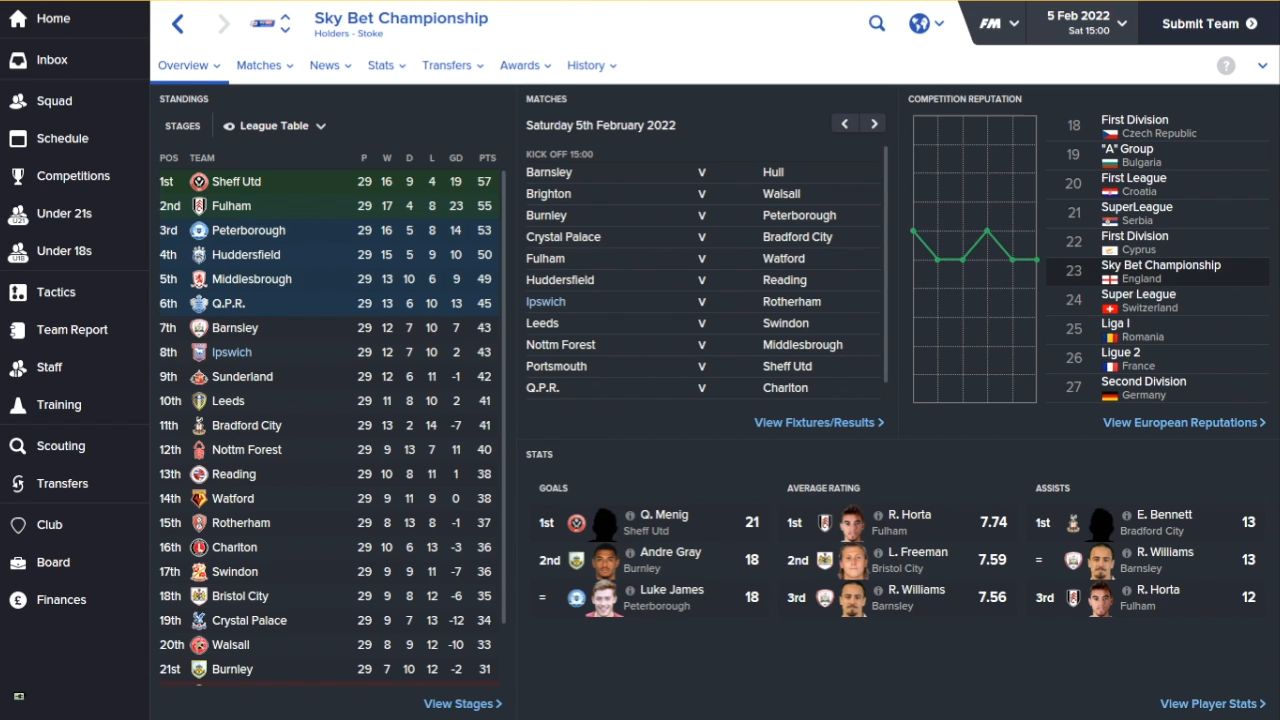 Home
Inbox
Squad
Schedule
Competitions
Under 21s
Under 18s
Tactics
Team Report
Staff
Training
Scouting
Transfers
Club
Board
Finances
Sky Bet Championship
Holders - Stoke
FM
5 Feb 2022
Sat 15:00
Submit Team
Overview Matches News Stats Transfers Awards History
STANDINGS
STAGES League Table
POS TEAM P W D L GD PTS
1st Sheff Utd 29 16 9 4 19 57
2nd Fulham 29 17 4 8 23 55
3rd Peterborough 29 16 5 8 14 53
4th Huddersfield 29 15 5 9 10 50
5th Middlesbrough 29 13 10 6 9 49
6th Q.P.R. 29 13 6 10 13 45
7th Barnsley 29 12 7 10 7 43
8th Ipswich 29 12 7 10 2 43
9th Sunderland 29 12 6 11 -1 42
10th Leeds 29 11 8 10 2 41
11th Bradford City 29 13 2 14 -7 41
12th Nottm Forest 29 9 13 7 11 40
13th Reading 29 10 8 11 1 38
14th Watford 29 9 11 9 0 38
15th Rotherham 29 8 13 8 -1 37
16th Charlton 29 10 6 13 -3 36
17th Swindon 29 9 9 11 -7 36
18th Bristol City 29 9 8 12 -6 35
19th Crystal Palace 29 9 7 13 -12 34
20th Walsall 29 8 9 12 -10 33
21st Burnley 29 7 10 12 -2 31
View Stages
MATCHES
Saturday 5th February 2022
KICK OFF 15:00
Barnsley V Hull
Brighton V Walsall
Burnley V Peterborough
Crystal Palace V Bradford City
Fulham V Watford
Huddersfield V Reading
Ipswich V Rotherham
Leeds V Swindon
Nottm Forest V Middlesbrough
Portsmouth V Sheff Utd
Q.P.R. V Charlton
View Fixtures/Results
COMPETITION REPUTATION
18 First Division
Czech Republic
19 "A" Group
Bulgaria
20 First League
Croatia
21 SuperLeague
Serbia
22 First Division
Cyprus
23 Sky Bet Championship
England
24 Super League
Switzerland
25 Liga I
Romania
26 Ligue 2
France
27 Second Division
Germany
View European Reputations
STATS
GOALS
1st Q. Menig 21
Sheff Utd
2nd Andre Gray 18
Burnley
= Luke James 18
Peterborough
AVERAGE RATING
1st R. Horta 7.74
Fulham
2nd L. Freeman 7.59
Bristol City
3rd R. Williams 7.56
Barnsley
ASSISTS
1st E. Bennett 13
Bradford City
= R. Williams 13
Barnsley
3rd R. Horta 12
Fulham
View Player Stats